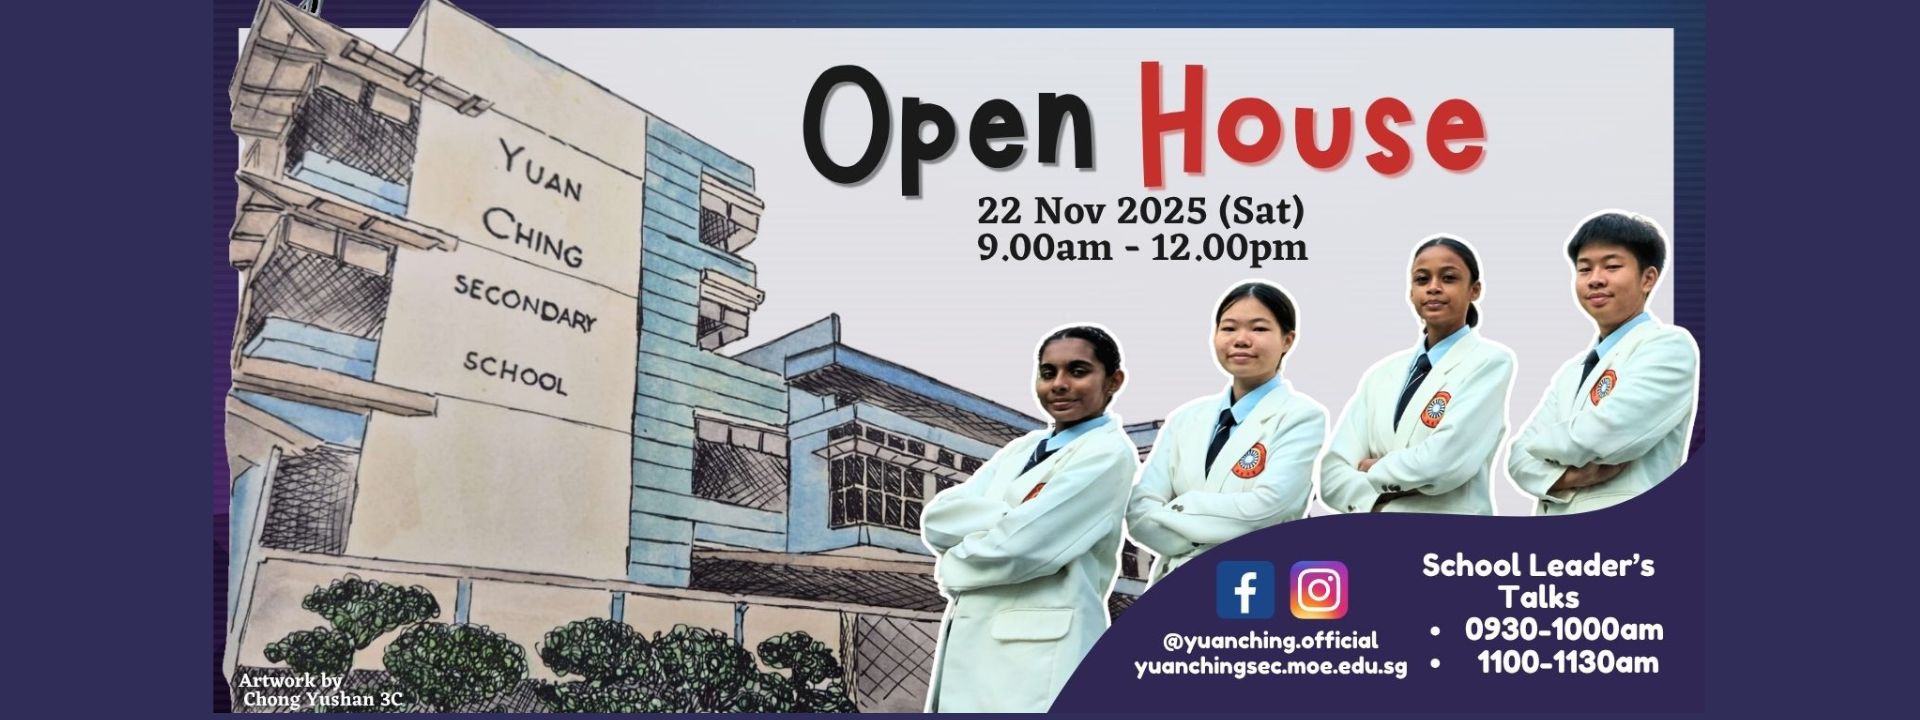 YUAN
CHING
SECONDARY
SCHOOL
Open House
22 Nov 2025 (Sat)
9.00am - 12.00pm
@yuanching.official
yuanchingsec.moe.edu.sg
School Leader's
Talks
• 0930-1000am
• 1100-1130am
Artwork by
Chong Yushan 3C